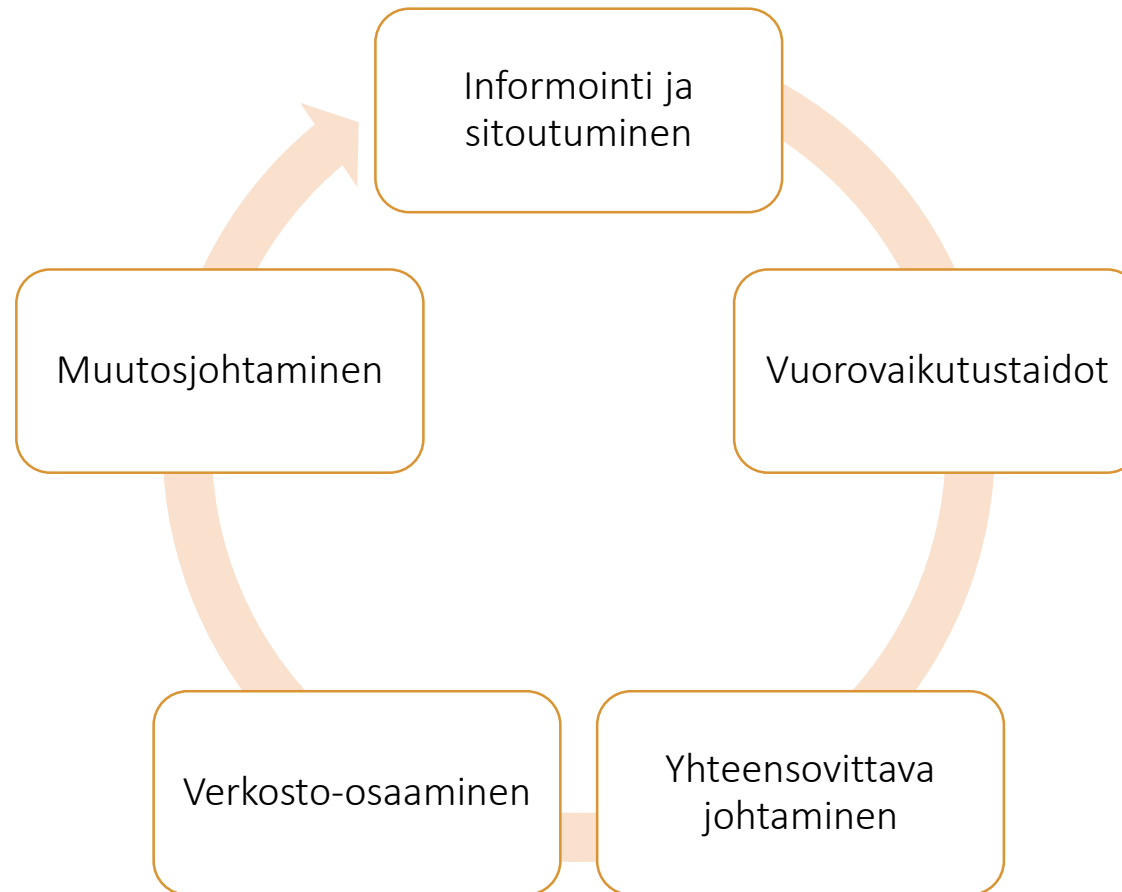 Informointi ja
sitoutuminen
Vuorovaikutustaidot
Yhteensovittava
johtaminen
Verkosto-osaaminen
Muutosjohtaminen